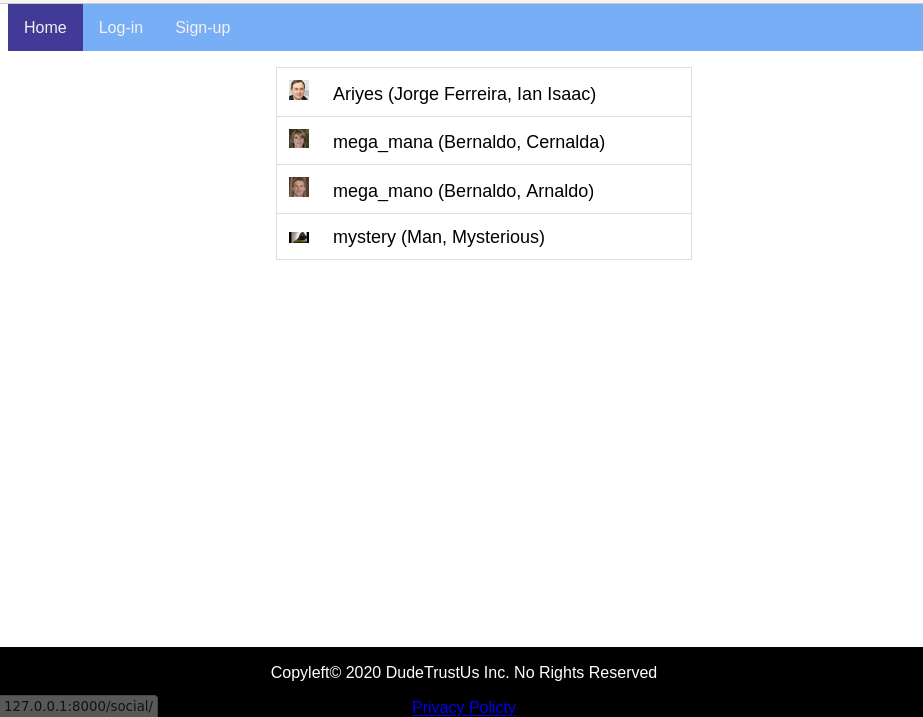 Home Log-in Sign-up
Ariyes (Jorge Ferreira, Ian Isaac)
mega_mana (Bernaldo, Cernalda)
mega_mano (Bernaldo, Arnaldo)
mystery (Man, Mysterious)
Copyleft© 2020 DudeTrustUs Inc. No Rights Reserved
Privacy Policty
127.0.0.1:8000/social/